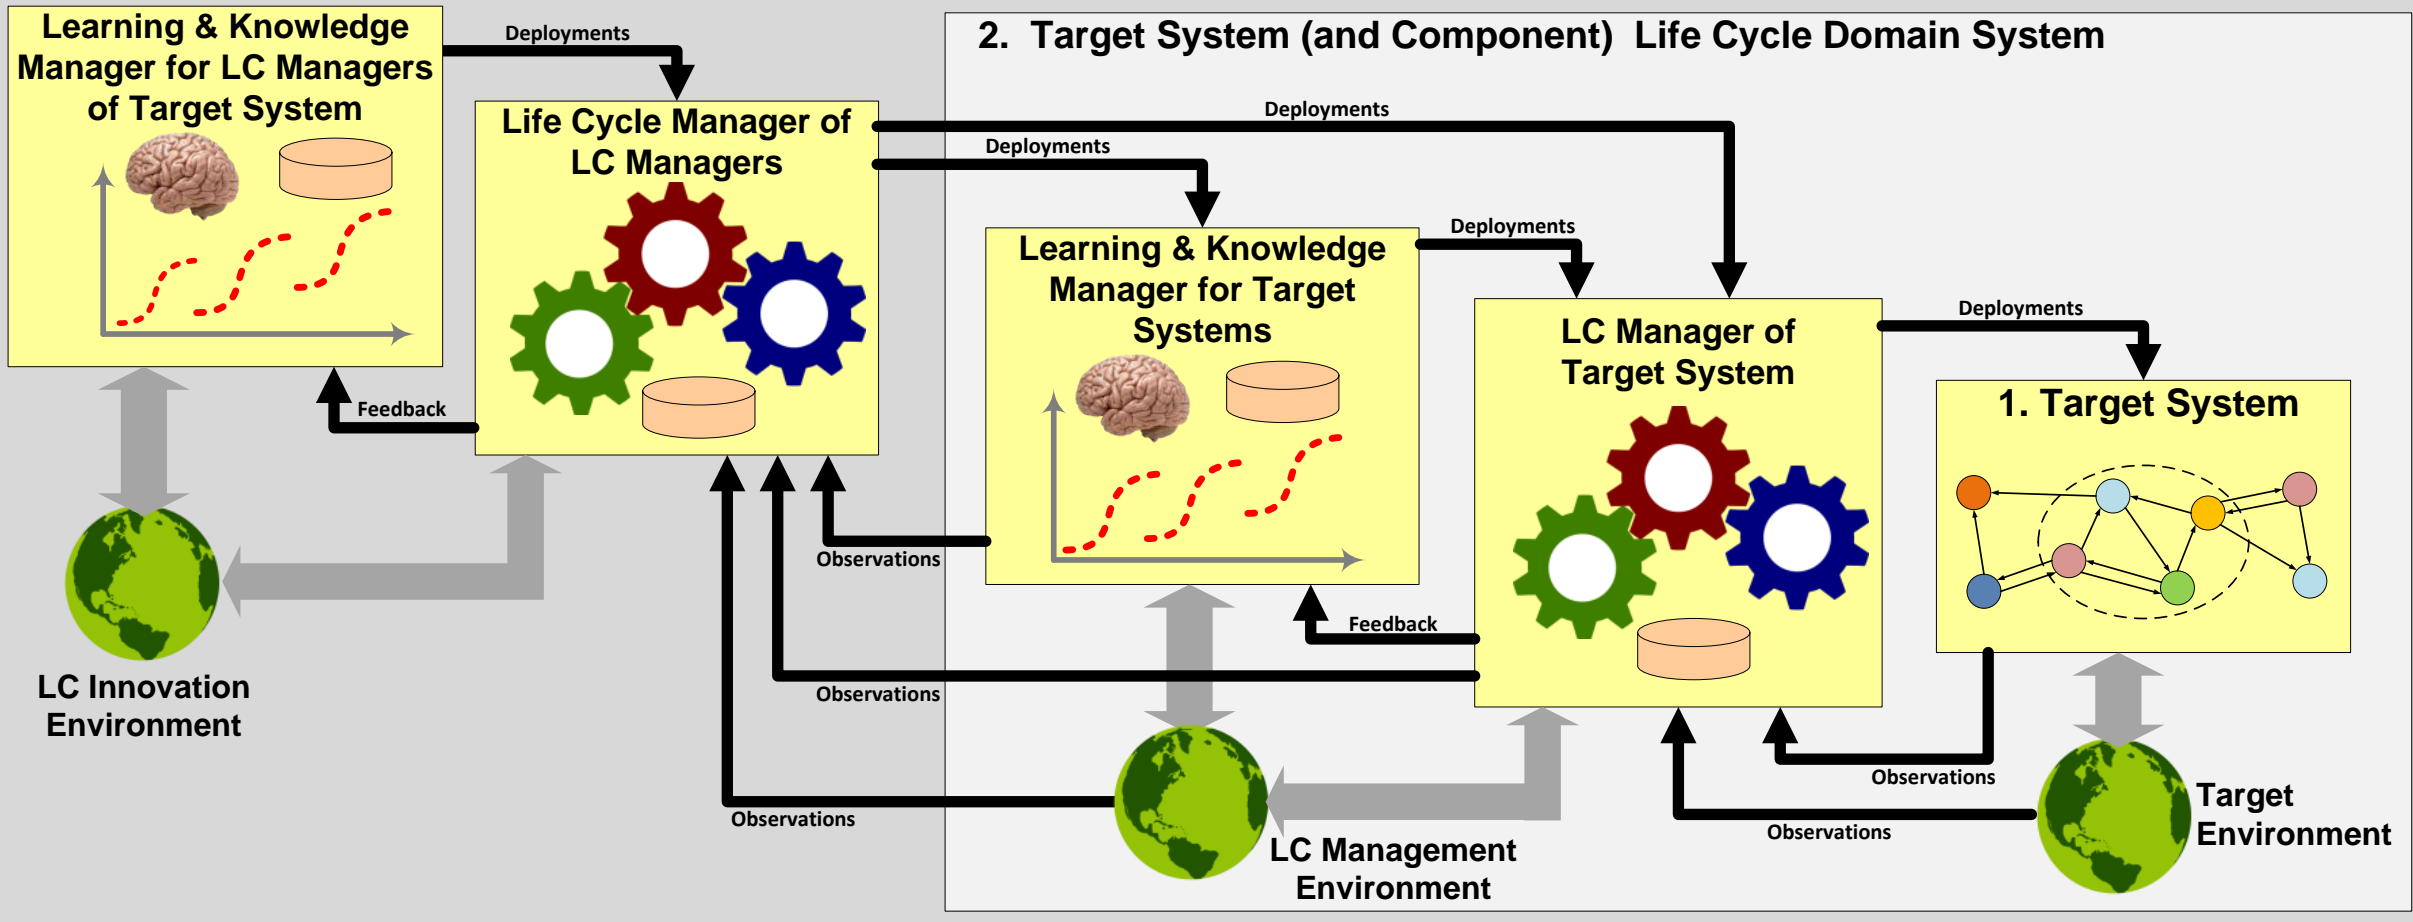 Learning & Knowledge
Manager for LC Managers
of Target System
Deployments
2. Target System (and Component) Life Cycle Domain System
Life Cycle Manager of
LC Managers
Deployments
Deployments
Learning & Knowledge
Manager for Target
Systems
Deployments
LC Manager of
Target System
Deployments
1. Target System
Feedback
Observations
Feedback
Observations
Observations
Observations
Observations
LC Innovation
Environment
LC Management
Environment
Target
Environment